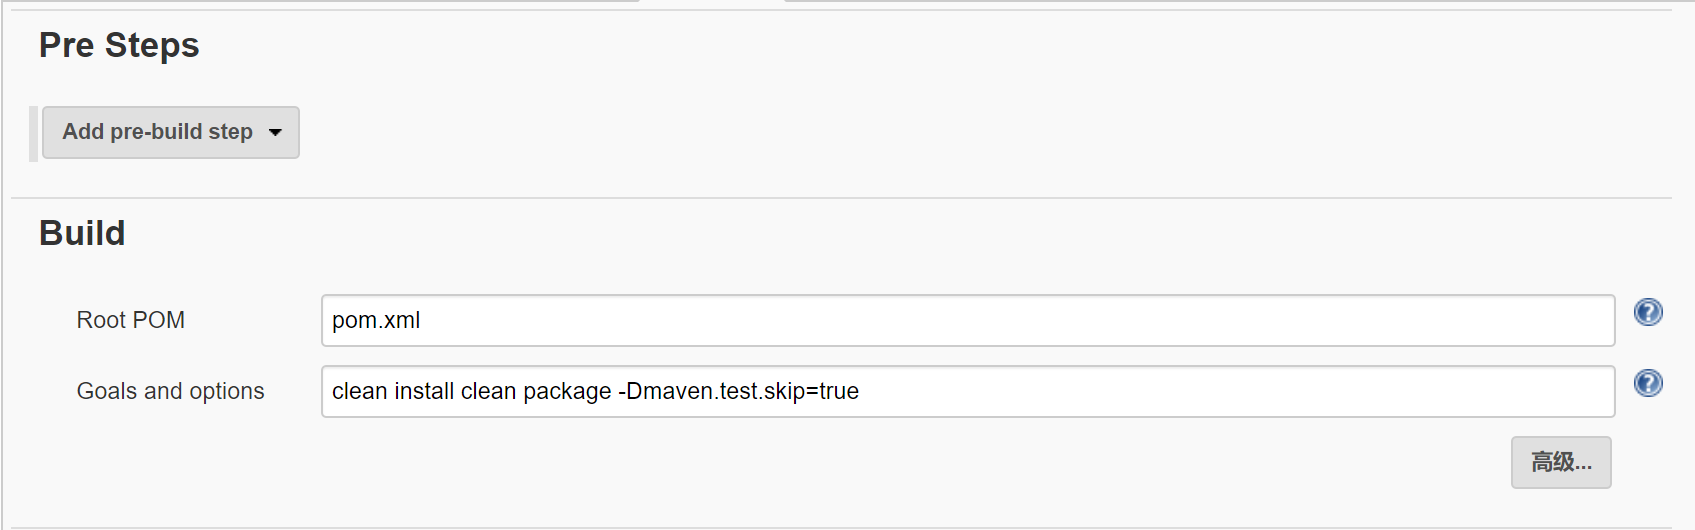 Pre Steps
Add pre-build step
Build
Root POM
pom.xml
Goals and options
clean install clean package -Dmaven.test.skip=true
高级...